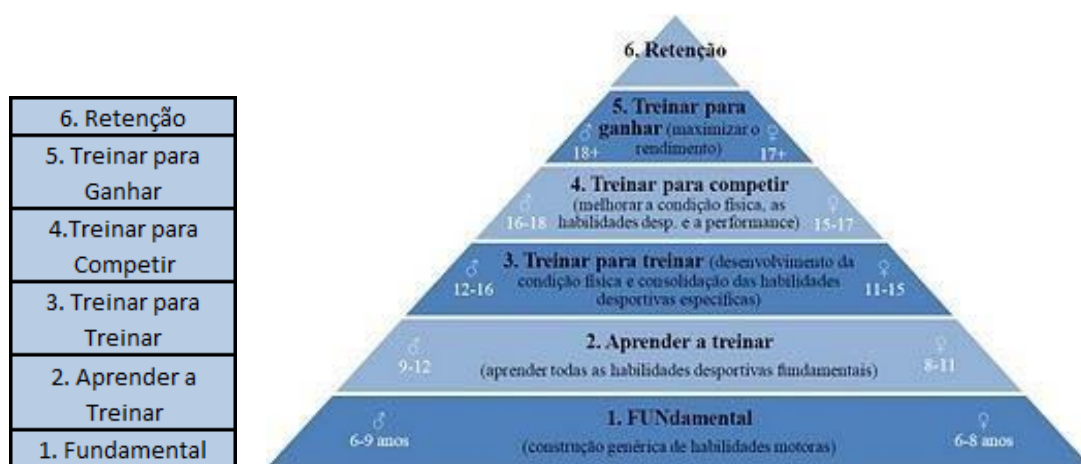 6. Retenção
5. Treinar para
Ganhar
4.Treinar para
Competir
3. Treinar para
Treinar
2. Aprender a
Treinar
1. Fundamental
6. Retenção
5. Treinar para
ganhar (maximizar o
rendimento)
♂
18+
♀
17+
4. Treinar para competir
(melhorar a condição física, as
habilidades desp. e a performance)
♂
16-18
♀
15-17
3. Treinar para treinar (desenvolvimento da
condição física e consolidação das habilidades
desportivas específicas)
♂
12-16
♀
11-15
2. Aprender a treinar
(aprender todas as habilidades desportivas fundamentais)
♂
9-12
♀
8-11
1. FUNdamental
(construção genérica de habilidades motoras)
♂
6-9 anos
♀
6-8 anos